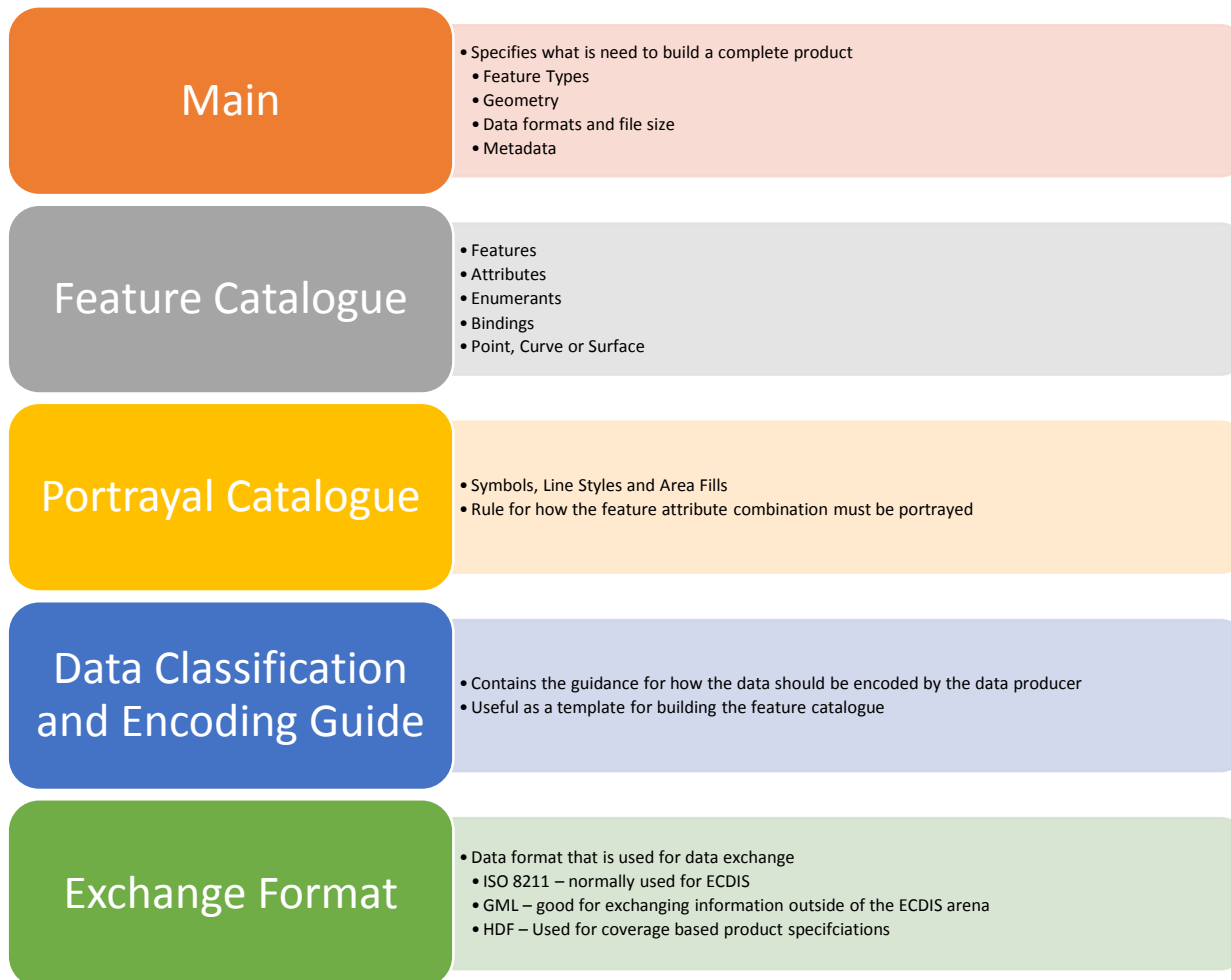 Main
• Specifies what is need to build a complete product
• Feature Types
• Geometry
• Data formats and file size
• Metadata
Feature Catalogue
• Features
• Attributes
• Enumerants
• Bindings
• Point, Curve or Surface
Portrayal Catalogue
• Symbols, Line Styles and Area Fills
• Rule for how the feature attribute combination must be portrayed
Data Classification
and Encoding Guide
• Contains the guidance for how the data should be encoded by the data producer
• Useful as a template for building the feature catalogue
Exchange Format
• Data format that is used for data exchange
• ISO 8211 – normally used for ECDIS
• GML – good for exchanging information outside of the ECDIS arena
• HDF – Used for coverage based product specifciations